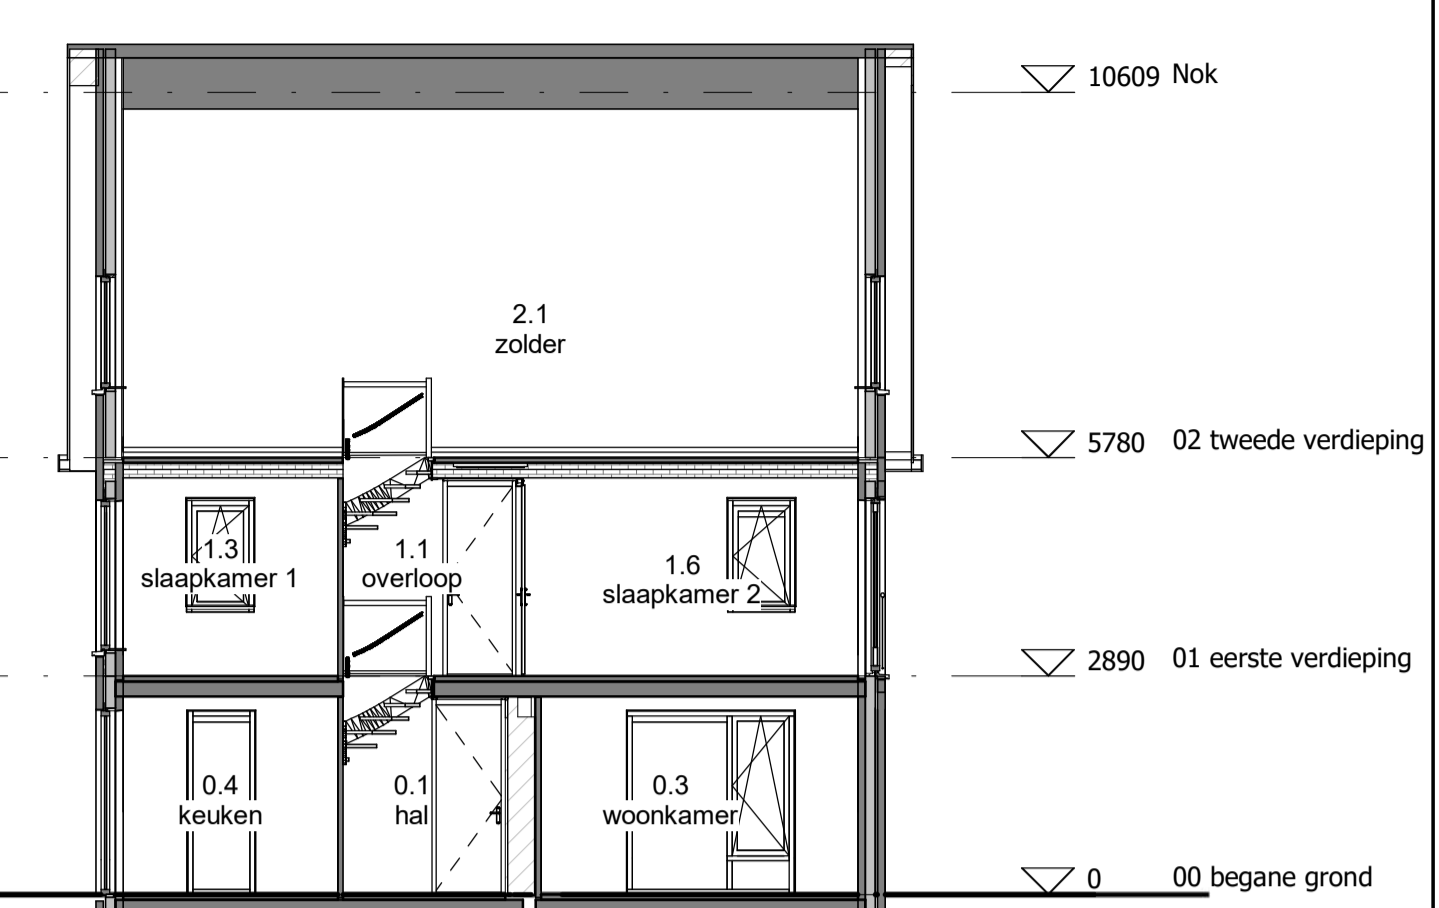 10609 Nok
2.1
zolder
5780 02 tweede verdieping
1.3
slaapkamer 1
1.1
overloop
1.6
slaapkamer 2
2890 01 eerste verdieping
0.4
keuken
0.1
hal
0.3
woonkamer
0 00 begane grond